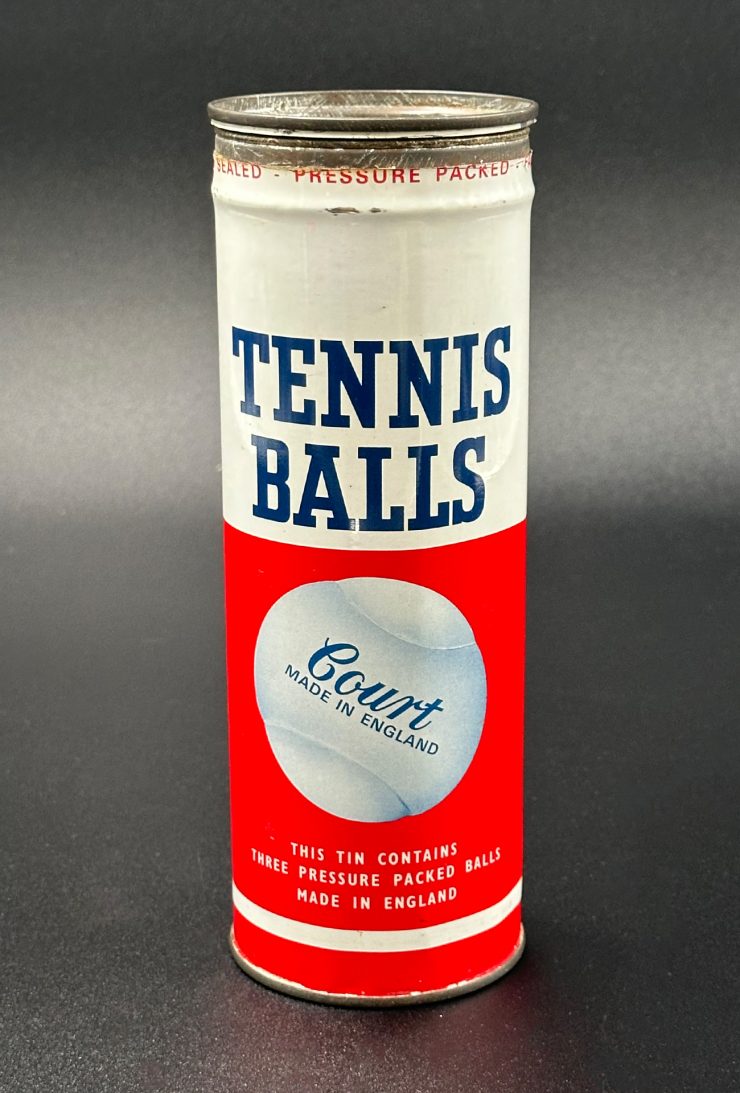 SEALED - PRESSURE PACKED -
TENNIS
BALLS
Court
MADE IN ENGLAND
THIS TIN CONTAINS
THREE PRESSURE PACKED BALLS
MADE IN ENGLAND